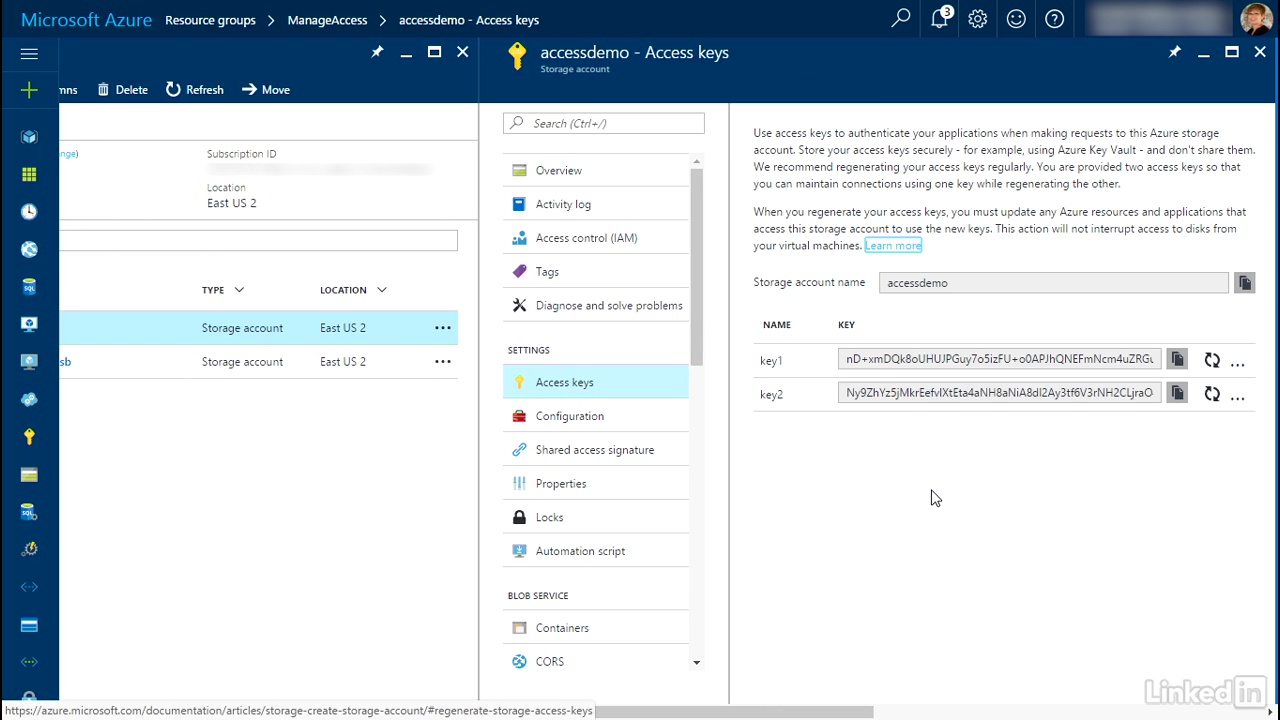 Microsoft Azure Resource groups > ManageAccess > accessdemo - Access keys
3
accessdemo - Access keys
Storage account
mns Delete Refresh Move
nge)
Subscription ID
Location
East US 2
TYPE LOCATION
Storage account East US 2 ...
sb Storage account East US 2 ...
Search (Ctrl+/)
Overview
Activity log
Access control (IAM)
Tags
Diagnose and solve problems
SETTINGS
Access keys
Configuration
Shared access signature
Properties
Locks
Automation script
BLOB SERVICE
Containers
CORS
Use access keys to authenticate your applications when making requests to this Azure storage
account. Store your access keys securely - for example, using Azure Key Vault - and don't share them.
We recommend regenerating your access keys regularly. You are provided two access keys so that
you can maintain connections using one key while regenerating the other.
When you regenerate your access keys, you must update any Azure resources and applications that
access this storage account to use the new keys. This action will not interrupt access to disks from
your virtual machines. Learn more
Storage account name accessdemo
NAME KEY
key1
key2
https://azure.microsoft.com/documentation/articles/storage-create-storage-account/#regenerate-storage-access-keys
LinkedIn